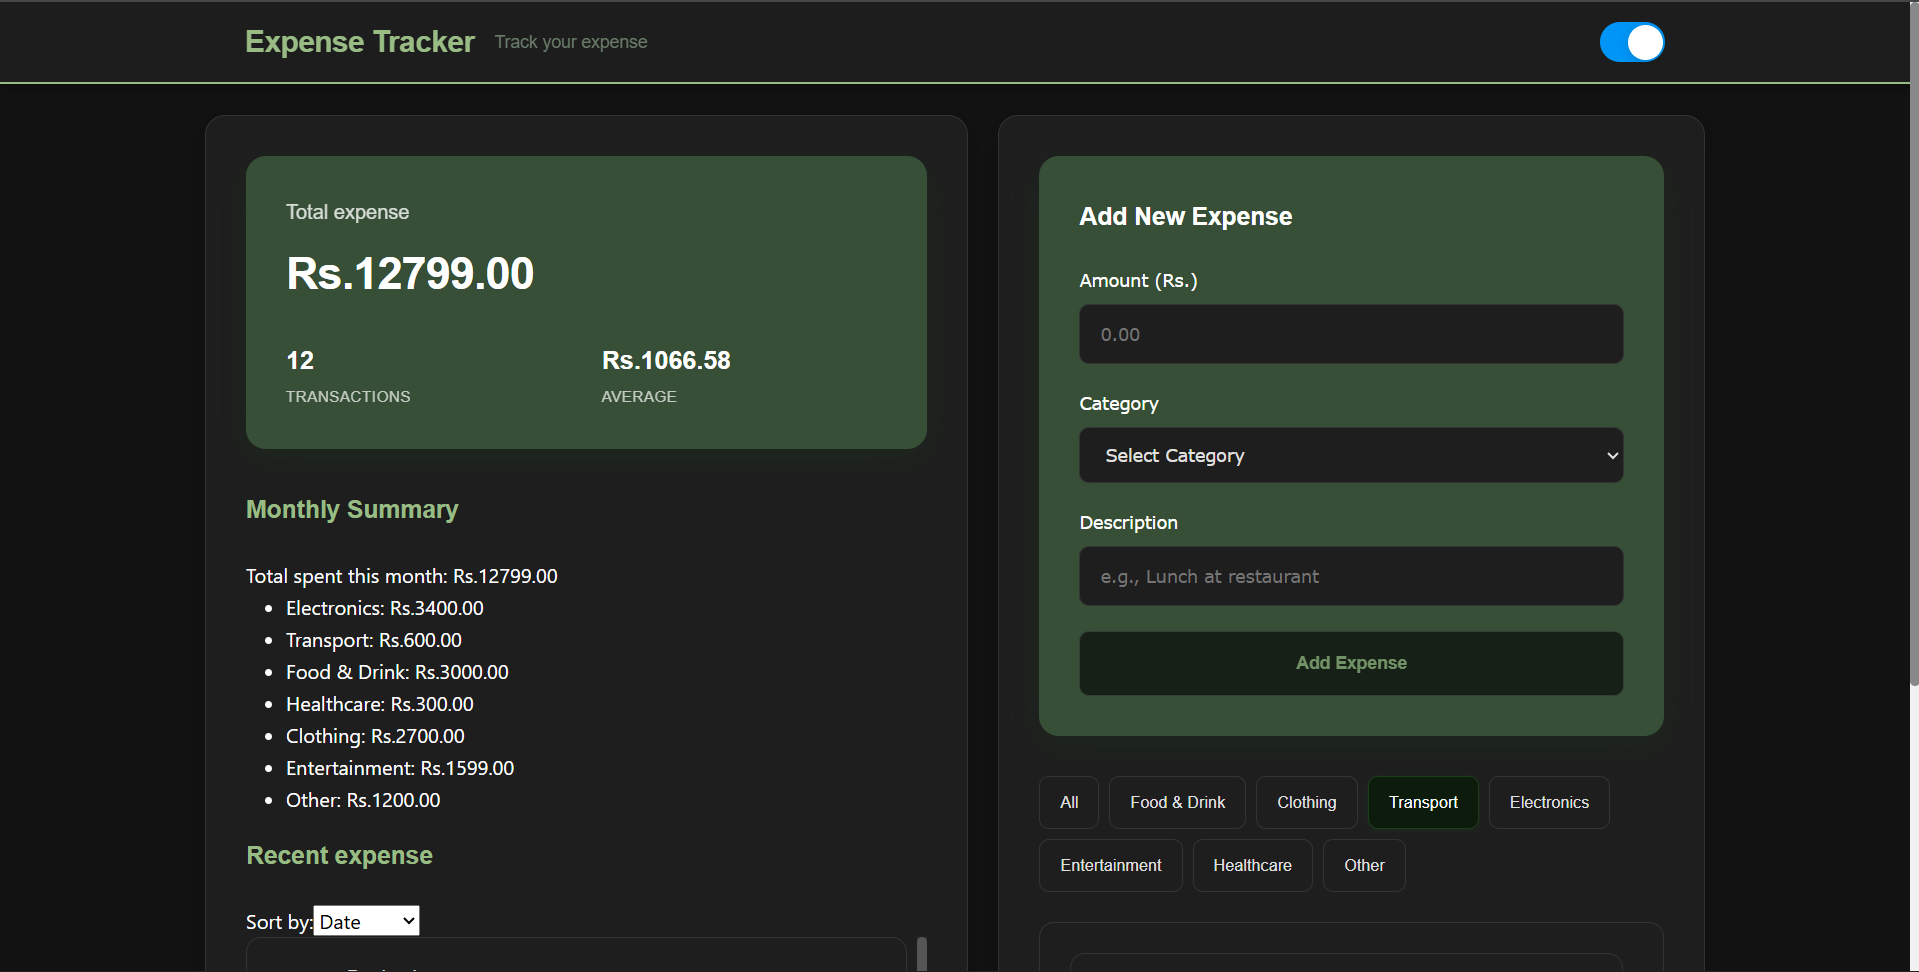 Expense Tracker Track your expense
Total expense
Rs.12799.00
12 Rs.1066.58
TRANSACTIONS AVERAGE
Monthly Summary
Total spent this month: Rs.12799.00
Electronics: Rs.3400.00
Transport: Rs.600.00
Food & Drink: Rs.3000.00
Healthcare: Rs.300.00
Clothing: Rs.2700.00
Entertainment: Rs.1599.00
Other: Rs.1200.00
Recent expense
Sort by: Date
Add New Expense
Amount (Rs.)
0.00
Category
Select Category
Description
e.g., Lunch at restaurant
Add Expense
All Food & Drink Clothing Transport Electronics
Entertainment Healthcare Other